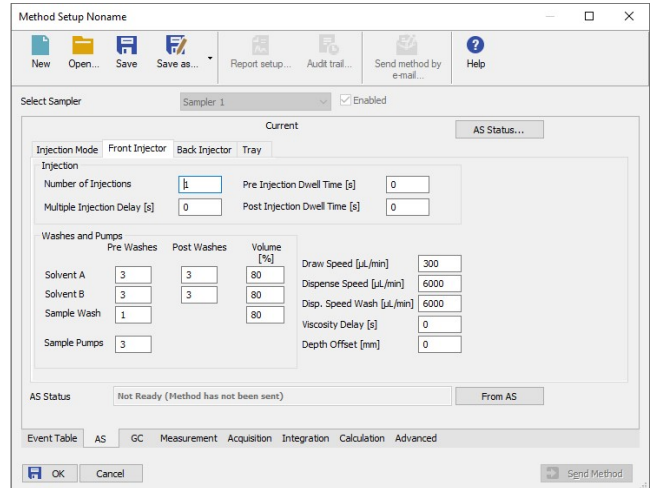 Method Setup Noname
New Open... Save Save as... Report setup... Audit trail... Send method by e-mail... Help
Select Sampler Sampler 1 Enabled
Current AS Status...
Injection Mode Front Injector Back Injector Tray
Injection
Number of Injections 1 Pre Injection Dwell Time [s] 0
Multiple Injection Delay [s] 0 Post Injection Dwell Time [s] 0
Washes and Pumps
Pre Washes Post Washes Volume [%]
Solvent A 3 3 80
Solvent B 3 3 80
Sample Wash 1 80
Sample Pumps 3
Draw Speed [µL/min] 300
Dispense Speed [µL/min] 6000
Disp. Speed Wash [µL/min] 6000
Viscosity Delay [s] 0
Depth Offset [mm] 0
AS Status Not Ready (Method has not been sent) From AS
Event Table AS GC Measurement Acquisition Integration Calculation Advanced
OK Cancel Send Method